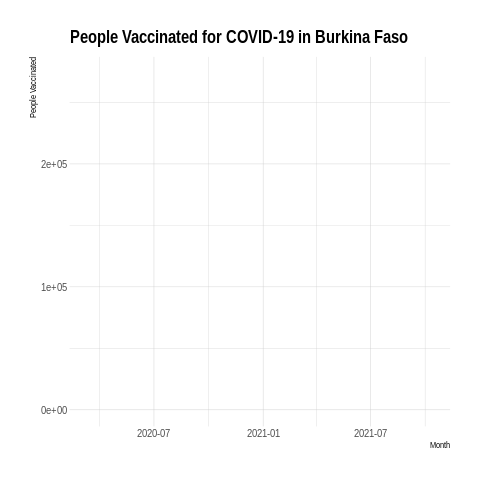 People Vaccinated for COVID-19 in Burkina Faso
People Vaccinated
2e+05
1e+05
0e+00
2020-07 2021-01 2021-07
Month